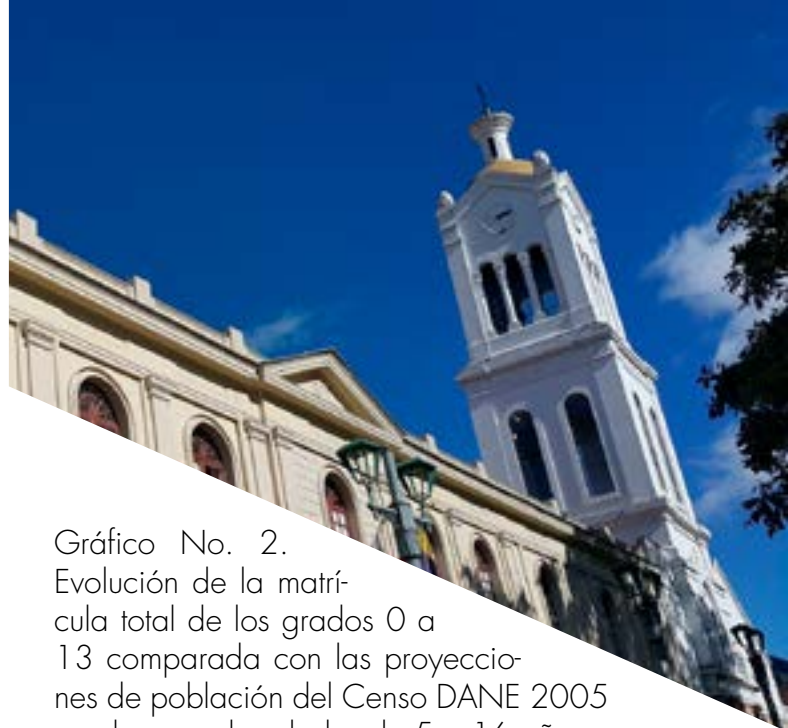 Gráfico No. 2.
Evolución de la matrí-
cula total de los grados 0 a
13 comparada con las proyeccio-
nes de población del Censo DANE 2005